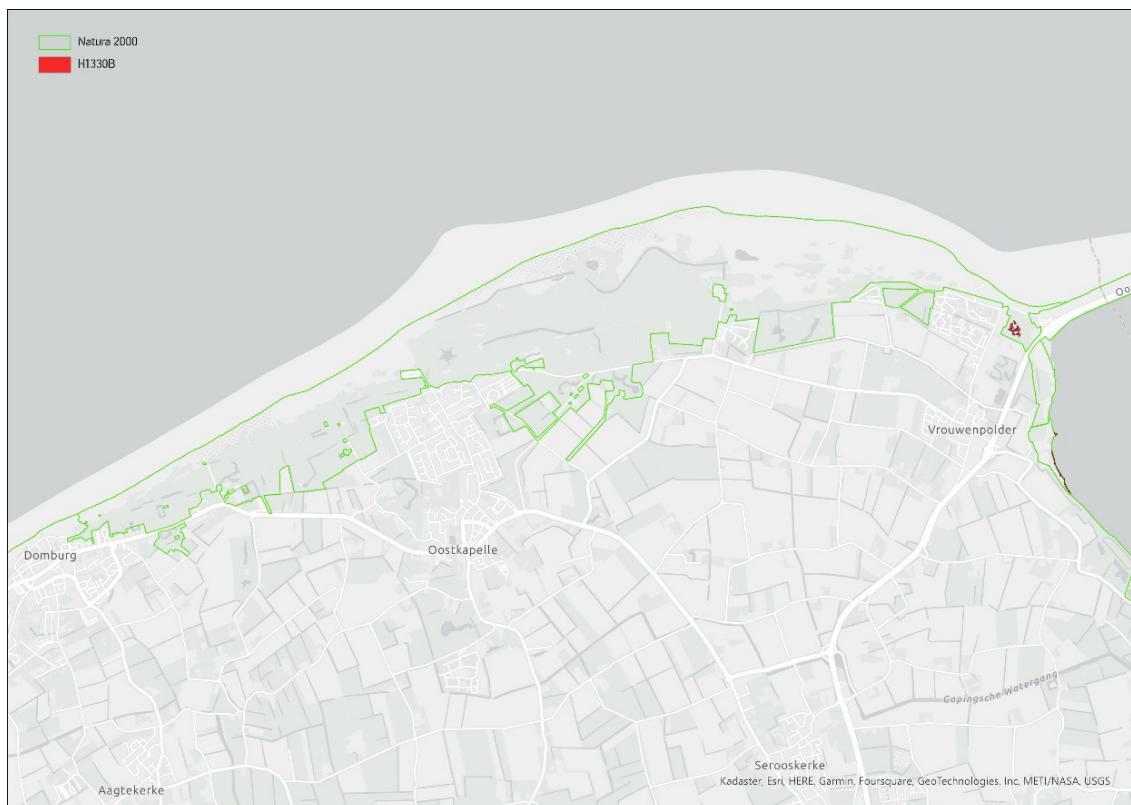 Natura 2000
H1330B
Oo
Vrouwenpolder
Domburg
Oostkapelle
Gapingsche Watergang
Serooskerke
Kadaster, Esri, HERE, Garmin, Foursquare, GeoTechnologies, Inc, METI/NASA, USGS
Aagtekerke